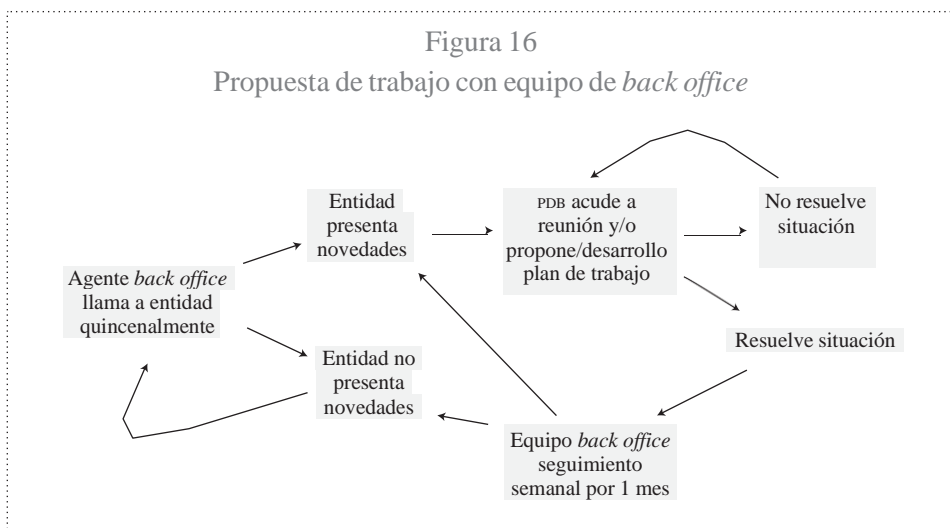 Figura 16
Propuesta de trabajo con equipo de back office
Entidad
presenta
novedades
PDB acude a
reunión y/o
propone/desarrollo
plan de trabajo
No resuelve
situación
Agente back office
llama a entidad
quincenalmente
Entidad no
presenta
novedades
Resuelve situación
Equipo back office
seguimiento
semanal por 1 mes